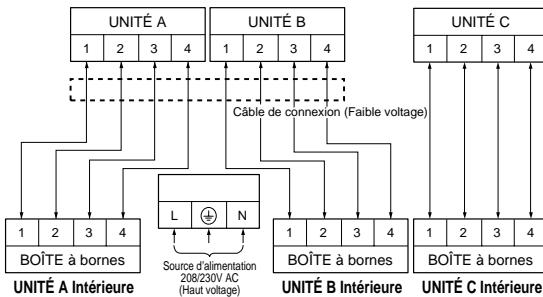 UNITÉ A
UNITÉ B
UNITÉ C
1 2 3 4
1 2 3 4
1 2 3 4
Câble de connexion (Faible voltage)
L N
1 2 3 4
1 2 3 4
1 2 3 4
BOÎTE à bornes
BOÎTE à bornes
BOÎTE à bornes
Source d'alimentation
208/230V AC
(Haut voltage)
UNITÉ A Intérieure
UNITÉ B Intérieure
UNITÉ C Intérieure